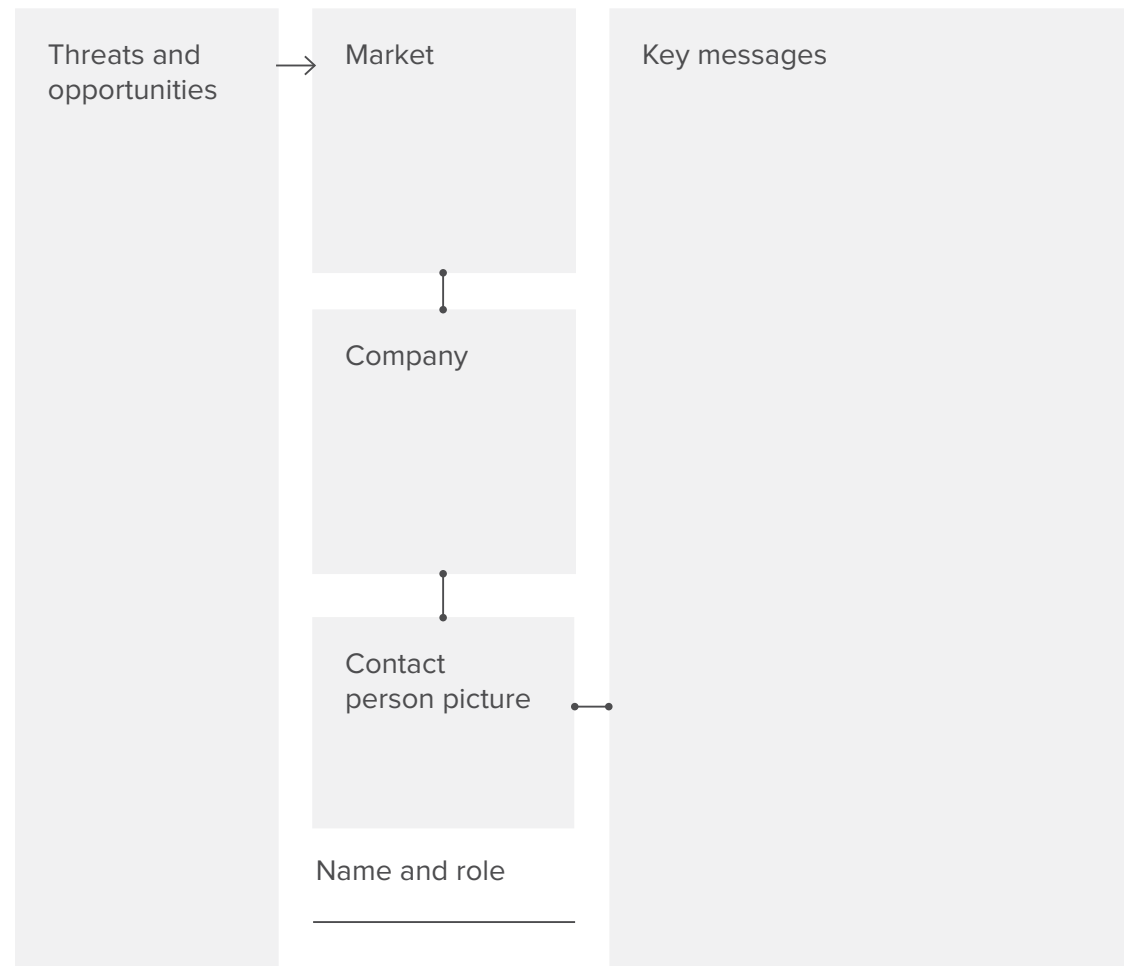 Threats and
opportunities
Market
Key messages
Company
Contact
person picture
Name and role